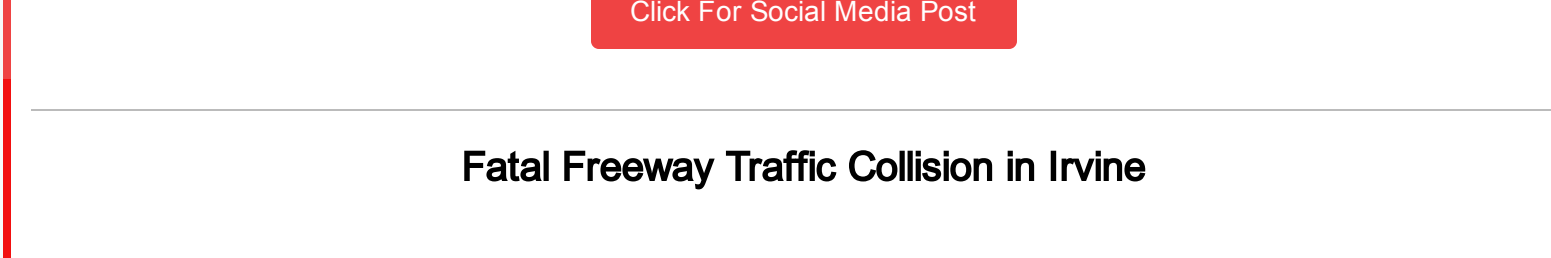 Click For Social Media Post
Fatal Freeway Traffic Collision in Irvine